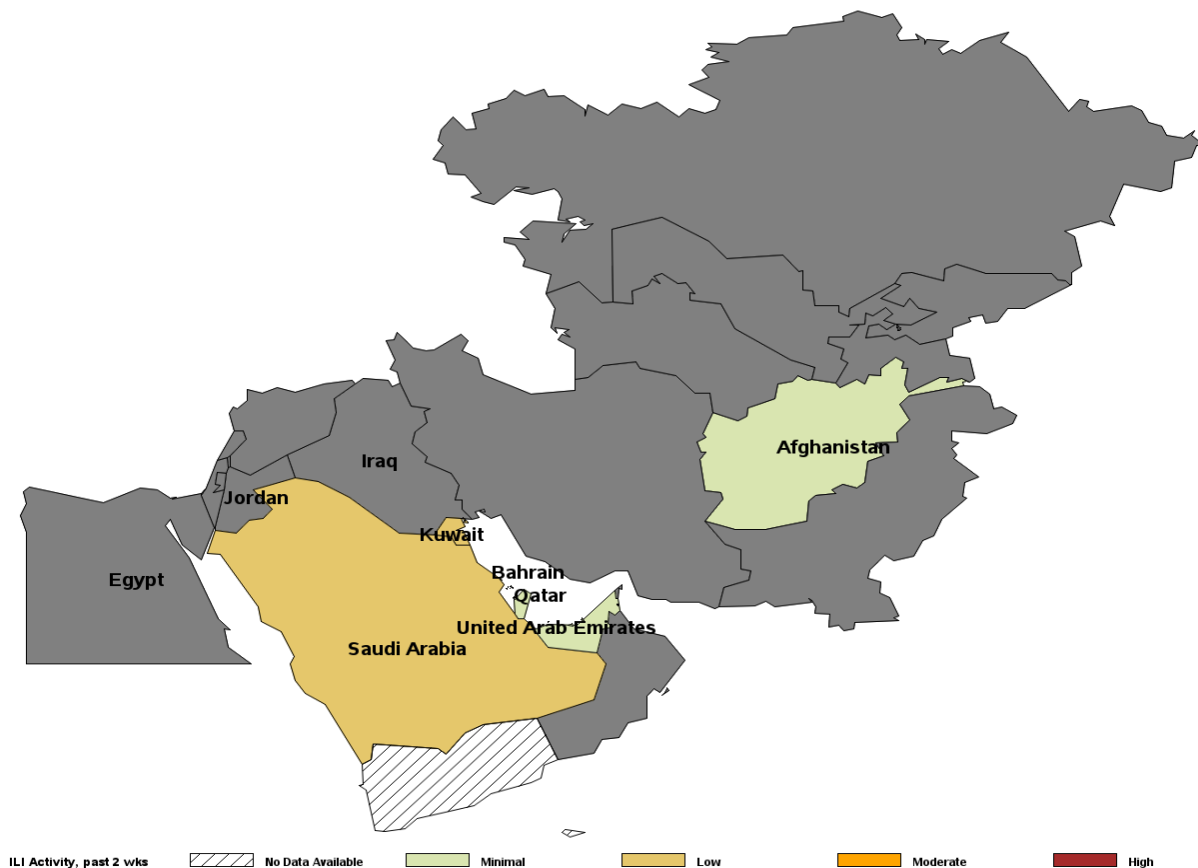 Afghanistan
Iraq
Jordan
Kuwait
Bahrain
Egypt
Qatar
United Arab Emirates
Saudi Arabia
ILI Activity, past 2 wks No Data Available Minimal Low Moderate High